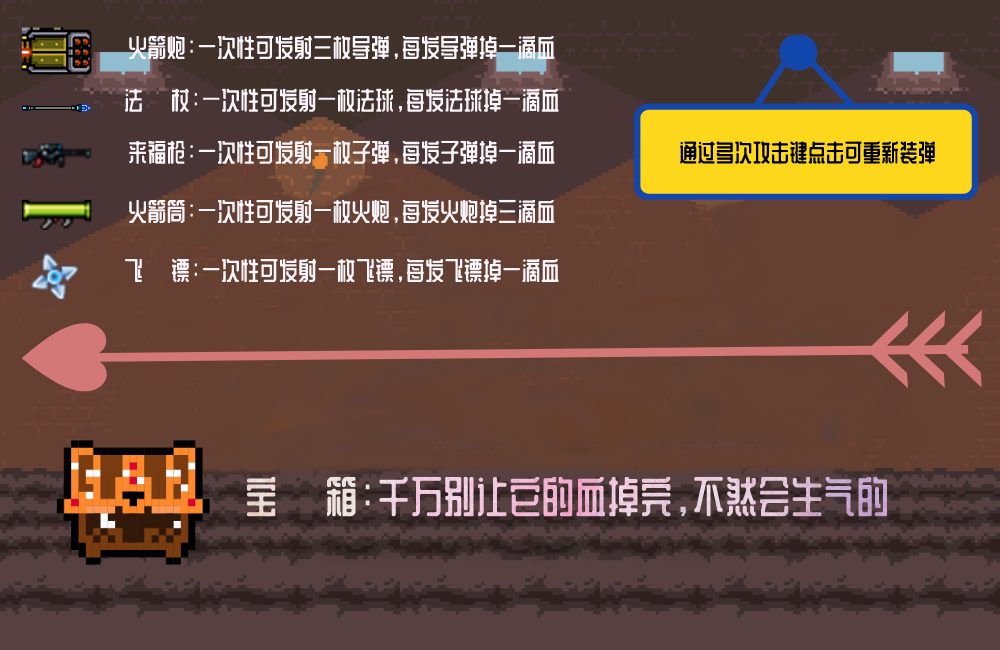 火箭炮:一次性可发射三枚导弹,每发导弹掉一滴血
法 杖:一次性可发射一枚法球,每发法球掉一滴血
来福枪:一次性可发射一枚子弹,每发子弹掉一滴血
火箭筒:一次性可发射一枚火炮,每发火炮掉三滴血
飞 镖:一次性可发射一枚飞镖,每发飞镖掉一滴血
通过多次攻击键点击可重新装弹
宝 箱:千万别让它的血掉完,不然会生气的